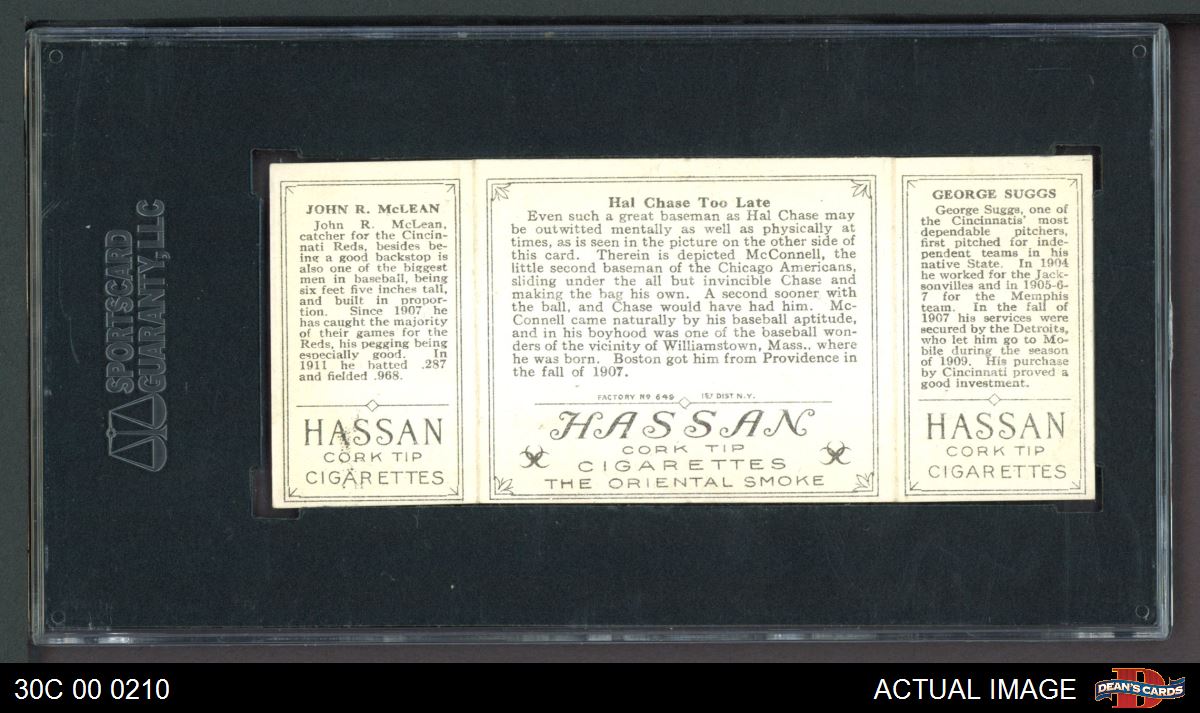 SPORTSCARD
GUARANTY, LLC
JOHN R. McLEAN
John R. McLean,
catcher for the Cincin-
nati Reds, besides be-
ing a good backstop is
also one of the biggest
men in baseball, being
six feet five inches tall,
and built in propor-
tion. Since 1907 he
has caught the majority
of their games for the
Reds, his pegging being
especially good. In
1911 he batted .287
and fielded .968.
HASSAN
CORK TIP
CIGARETTES
Hal Chase Too Late
Even such a great baseman as Hal Chase may
be outwitted mentally as well as physically at
times, as is seen in the picture on the other side of
this card. Therein is depicted McConnell, the
little second baseman of the Chicago Americans,
sliding under the all but invincible Chase and
making the bag his own. A second sooner with
the ball, and Chase would have had him. Mc-
Connell came naturally by his baseball aptitude,
and in his boyhood was one of the baseball won-
ders of the vicinity of Williamstown, Mass., where
he was born. Boston got him from Providence in
the fall of 1907.
FACTORY Nº 649 1ST DIST N.Y.
HASSAN
CORK TIP
CIGARETTES
THE ORIENTAL SMOKE
GEORGE SUGGS
George Suggs, one of
the Cincinnatis' most
dependable pitchers,
first pitched for inde-
pendent teams in his
native State. In 1904
he worked for the Jack-
sonvilles and in 1905-6-
7 for the Memphis
team. In the fall of
1907 his services were
secured by the Detroits,
who let him go to Mo-
bile during the season
of 1909. His purchase
by Cincinnati proved a
good investment.
HASSAN
CORK TIP
CIGARETTES
30C 00 0210
ACTUAL IMAGE
D
DEAN'S CARDS